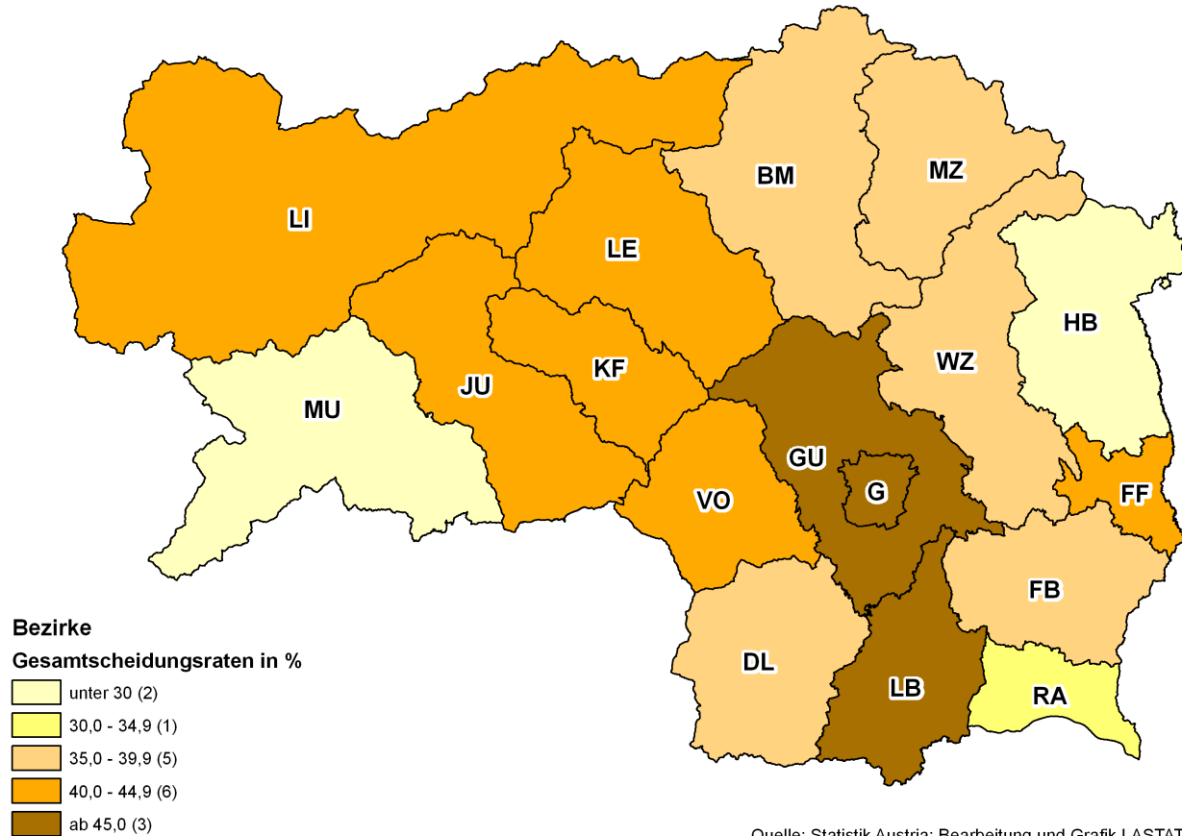 BM
MZ
LI
LE
HB
WZ
KF
JU
MU
GU
G
VO
FF
FB
DL
LB
RA
Bezirke
Gesamtscheidungsraten in %
unter 30 (2)
30,0 - 34,9 (1)
35,0 - 39,9 (5)
40,0 - 44,9 (6)
ab 45,0 (3)
Quelle: Statistik Austria; Bearbeitung und Grafik LASTAT